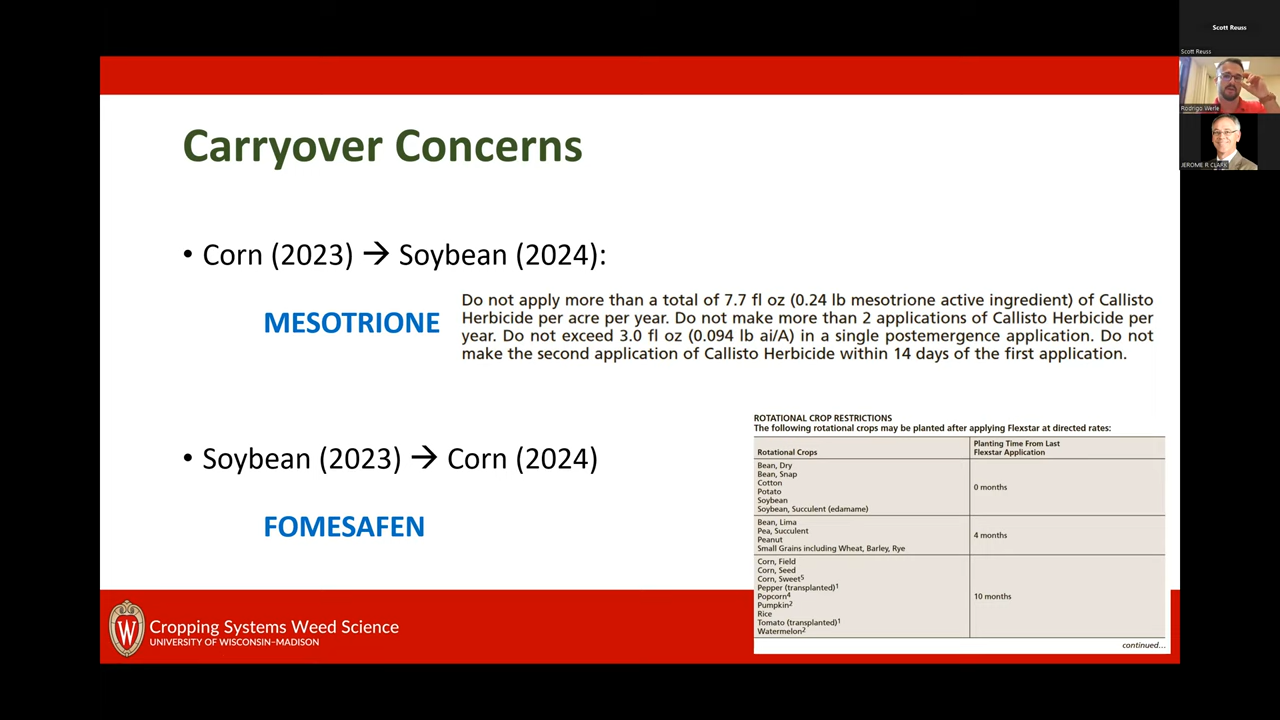 Scott Reuss
Scott Reuss
Rodrigo Werle
JEROME R CLARK
Carryover Concerns
• Corn (2023) → Soybean (2024):
MESOTRIONE
Do not apply more than a total of 7.7 fl oz (0.24 lb mesotrione active ingredient) of Callisto
Herbicide per acre per year. Do not make more than 2 applications of Callisto Herbicide per
year. Do not exceed 3.0 fl oz (0.094 lb ai/A) in a single postemergence application. Do not
make the second application of Callisto Herbicide within 14 days of the first application.
• Soybean (2023) → Corn (2024)
FOMESAFEN
ROTATIONAL CROP RESTRICTIONS
The following rotational crops may be planted after applying Flexstar at directed rates:
Rotational Crops
Planting Time From Last
Flexstar Application
Bean, Dry
Bean, Snap
Cotton
Potato
Soybean
Soybean, Succulent (edamame)
0 months
Bean, Lima
Pea, Succulent
Peanut
Small Grains including Wheat, Barley, Rye
4 months
Corn, Field
Corn, Seed
Corn, Sweet⁵
Pepper (transplanted)¹
Popcorn⁴
Pumpkin²
Rice
Tomato (transplanted)¹
Watermelon²
10 months
continued...
W
Cropping Systems Weed Science
UNIVERSITY OF WISCONSIN–MADISON